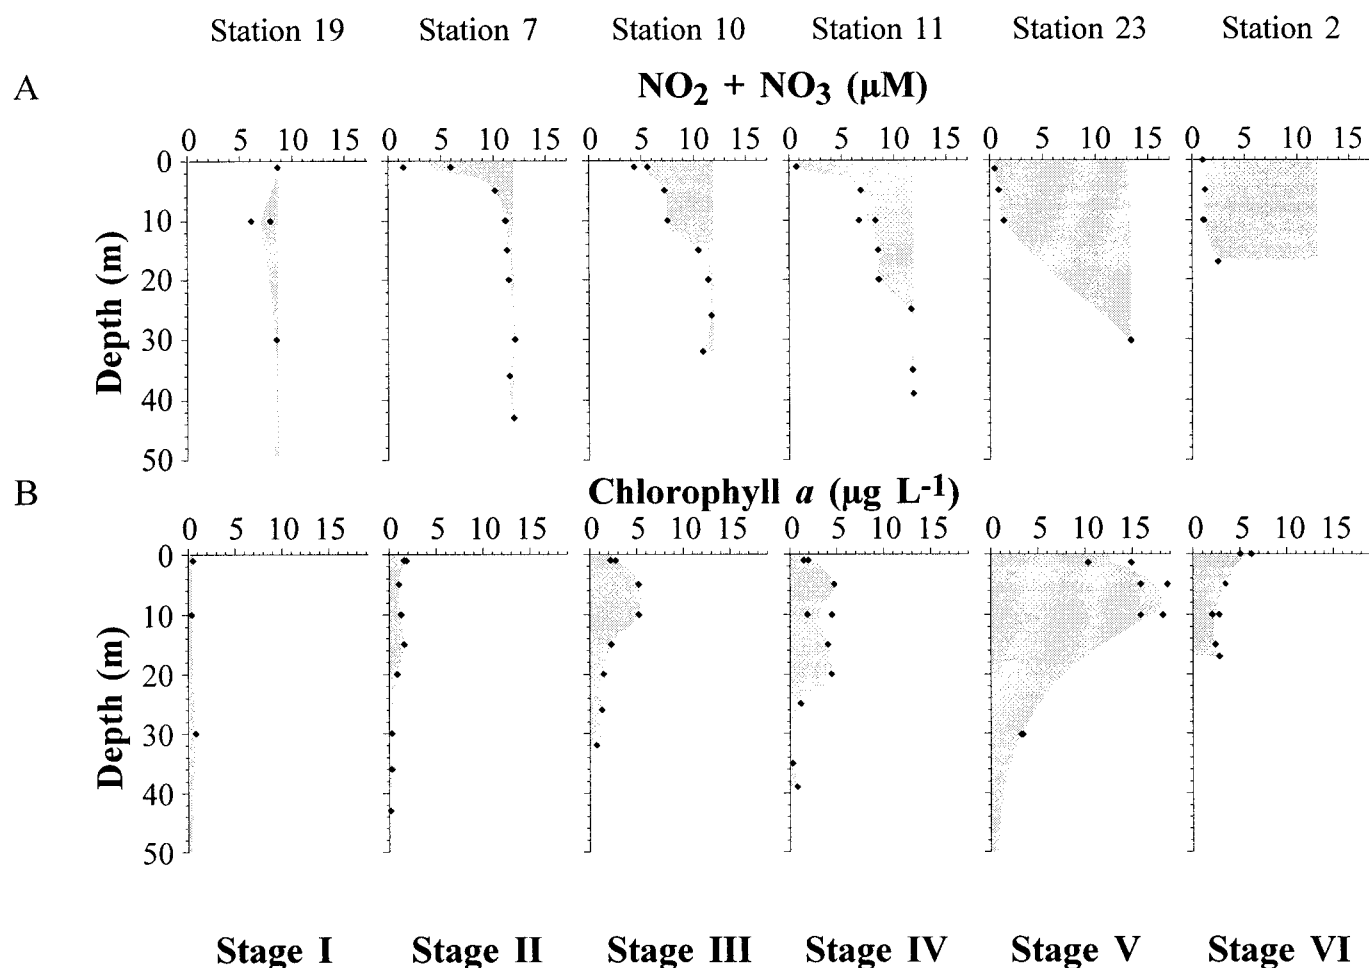 Station 19 Station 7 Station 10 Station 11 Station 23 Station 2
A
NO2 + NO3 (µM)
0 5 10 15 0 5 10 15 0 5 10 15 0 5 10 15 0 5 10 15 0 5 10 15
0
10
20
30
40
50
Depth (m)
B
Chlorophyll a (µg L-1)
0 5 10 15 0 5 10 15 0 5 10 15 0 5 10 15 0 5 10 15 0 5 10 15
0
10
20
30
40
50
Depth (m)
Stage I Stage II Stage III Stage IV Stage V Stage VI